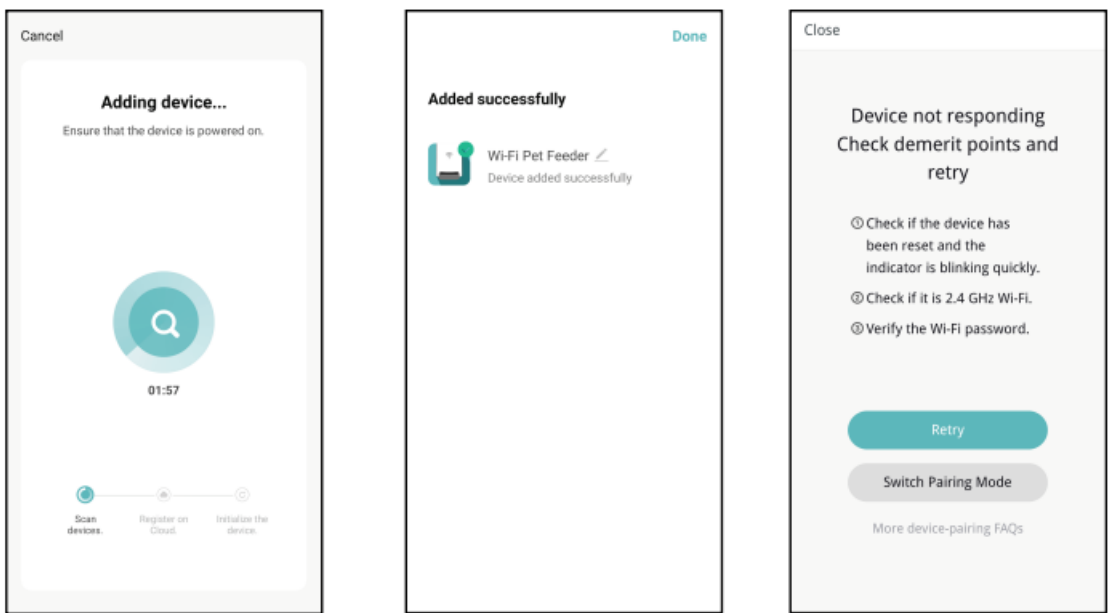 Cancel
Adding device...
Ensure that the device is powered on.
01:57
Scan
devices.
Register on
Cloud.
Initialize the
device.
Done
Added successfully
Wi-Fi Pet Feeder
Device added successfully
Close
Device not responding
Check demerit points and
retry
① Check if the device has
been reset and the
indicator is blinking quickly.
② Check if it is 2.4 GHz Wi-Fi.
③ Verify the Wi-Fi password.
Retry
Switch Pairing Mode
More device-pairing FAQs